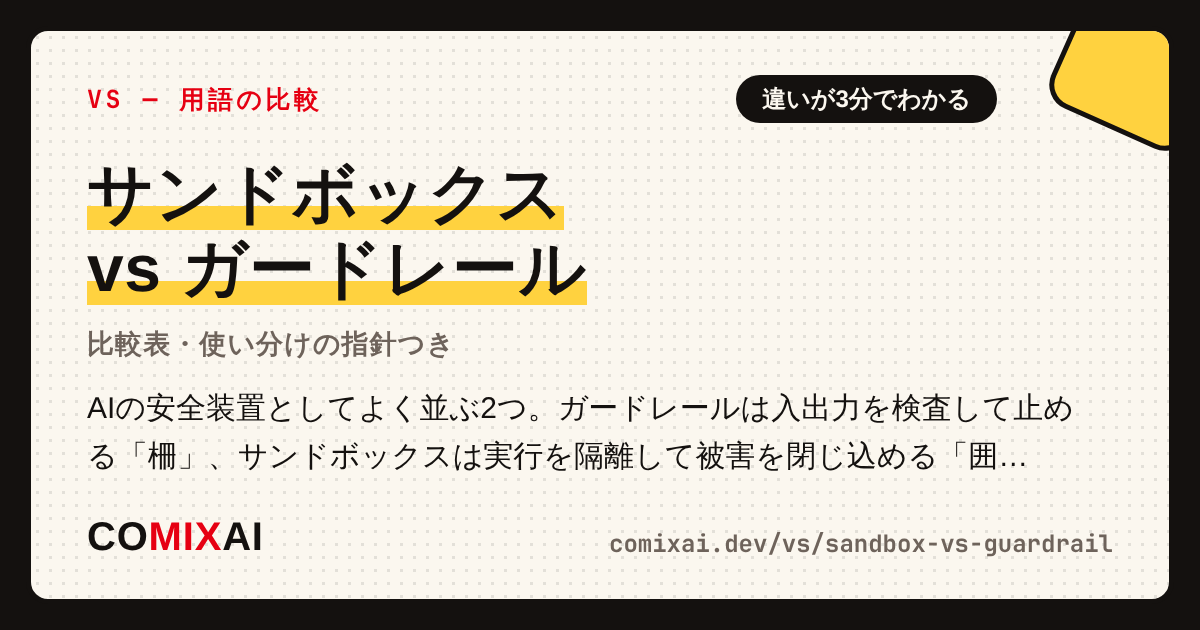 VS — 用語の比較
違いが3分でわかる
サンドボックス
vs ガードレール
比較表・使い分けの指針つき
AIの安全装置としてよく並ぶ2つ。ガードレールは入出力を検査して止め
る「柵」、サンドボックスは実行を隔離して被害を閉じ込める「囲…
COMIXAI
comixai.dev/vs/sandbox-vs-guardrail